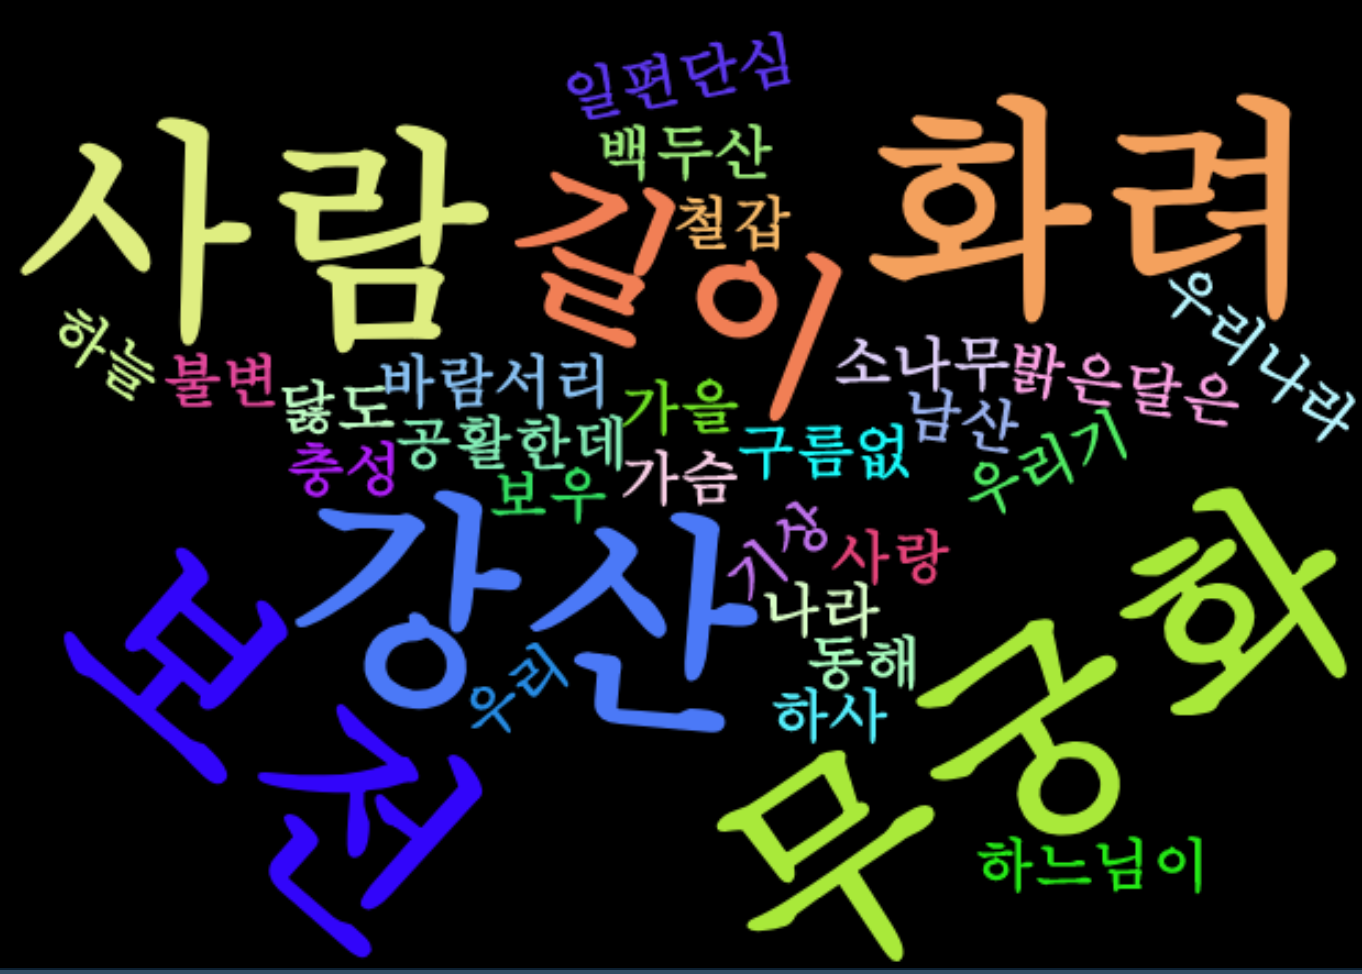 일편단심
백두산
사람
길이
철갑
화려
우리나라
하늘
불변
닳도
바람서리
가을
소나무
밝은달은
남산
공활한데
충성
보우
가슴
구름없
우리기
강산
기상
사랑
무궁화
보전
우리
나라
동해
하사
하느님이